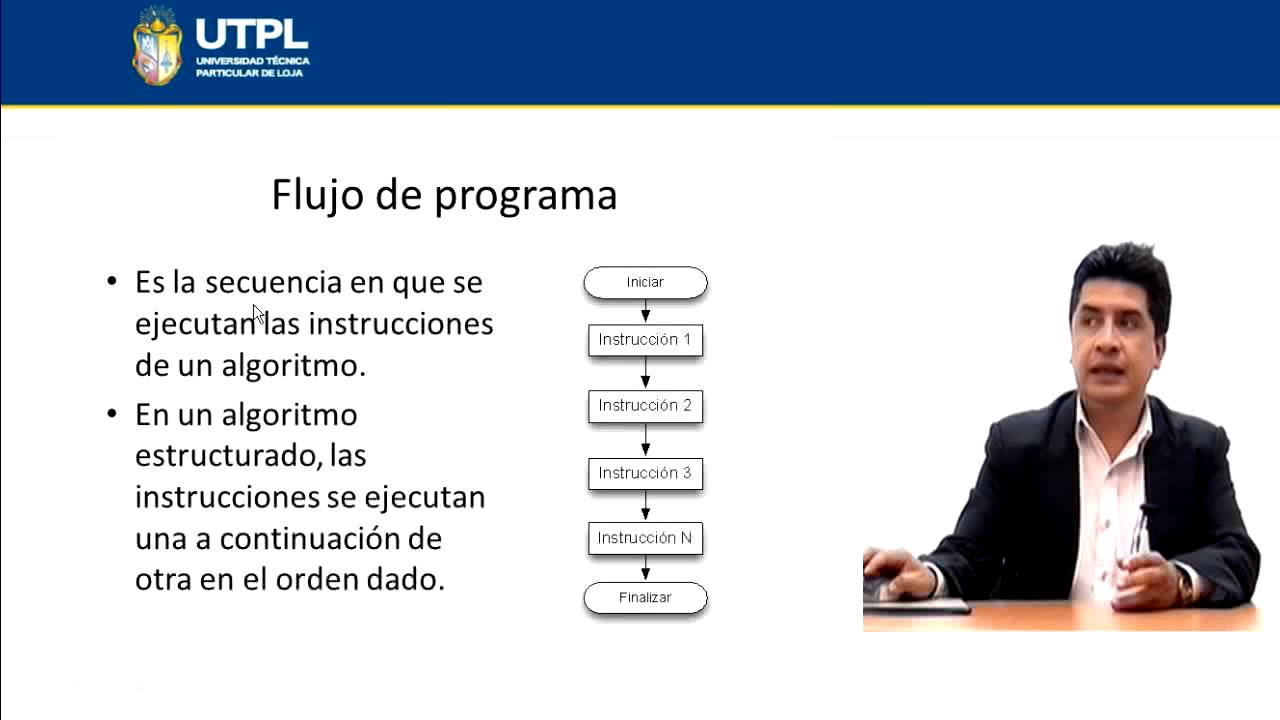 UTPL
UNIVERSIDAD TÉCNICA
PARTICULAR DE LOJA
Flujo de programa
• Es la secuencia en que se
ejecutan las instrucciones
de un algoritmo.
• En un algoritmo
estructurado, las
instrucciones se ejecutan
una a continuación de
otra en el orden dado.
Iniciar
Instrucción 1
Instrucción 2
Instrucción 3
Instrucción N
Finalizar